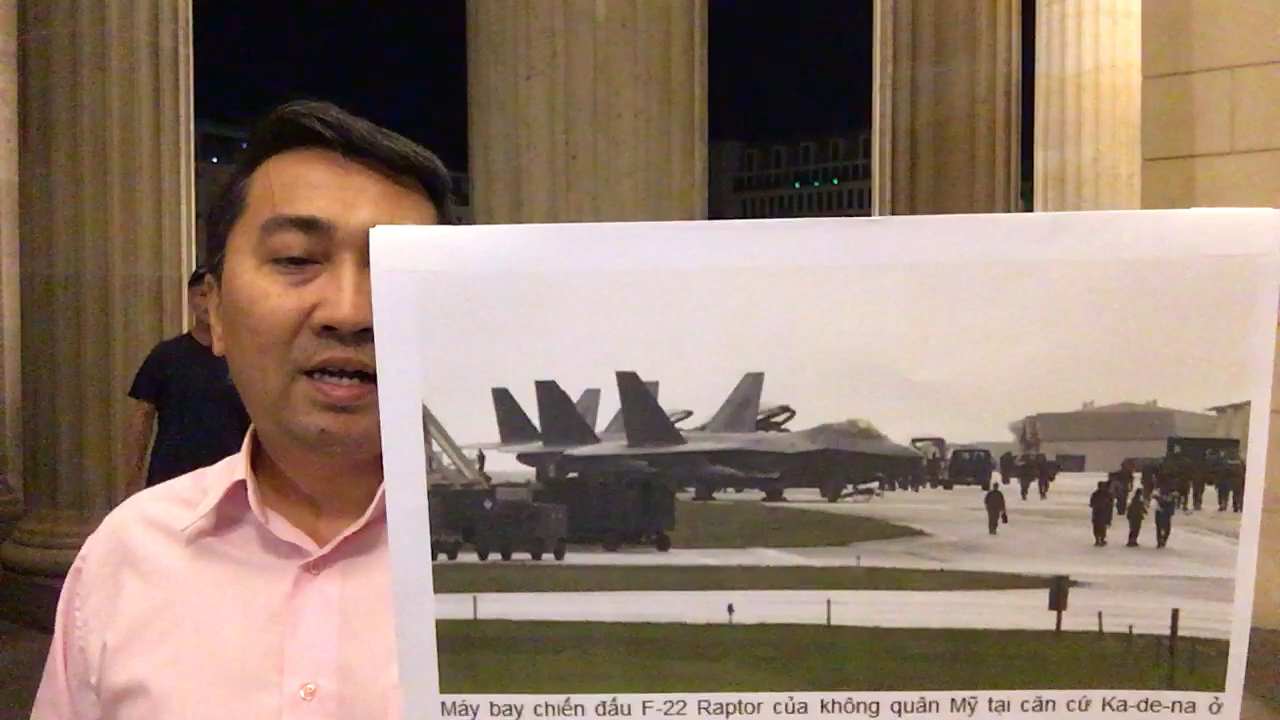 Máy bay chiến đấu F-22 Raptor của không quân Mỹ tại căn cứ Ka-de-na ở